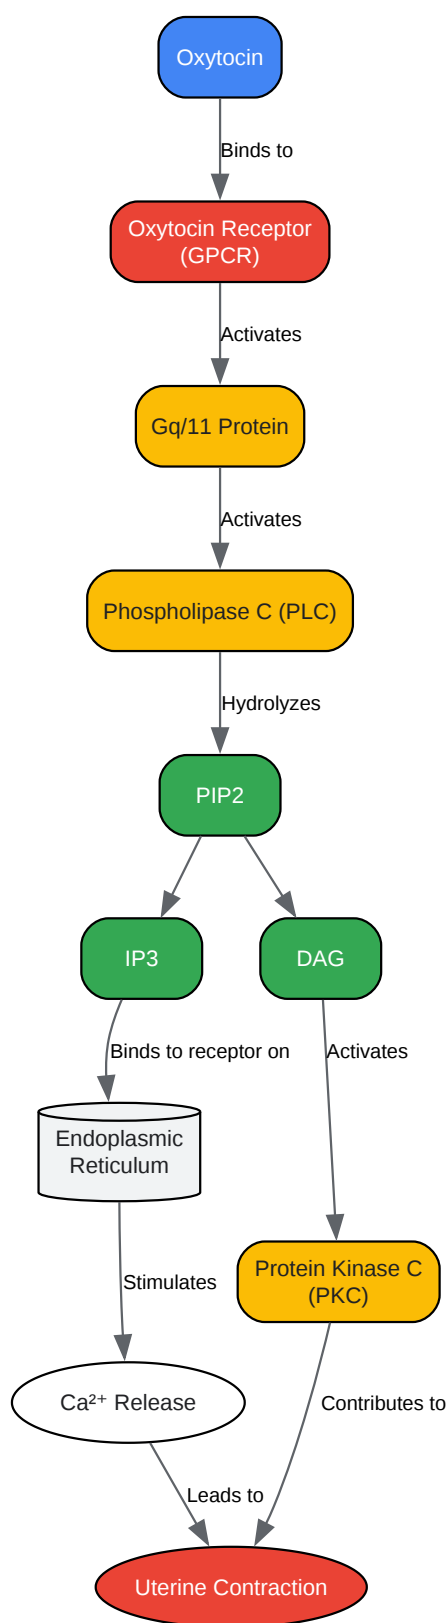 Oxytocin
Binds to
Oxytocin Receptor
(GPCR)
Activates
Gq/11 Protein
Activates
Phospholipase C (PLC)
Hydrolyzes
PIP2
IP3
DAG
Binds to receptor on
Activates
Endoplasmic
Reticulum
Protein Kinase C
(PKC)
Stimulates
Ca²⁺ Release
Contributes to
Leads to
Uterine Contraction